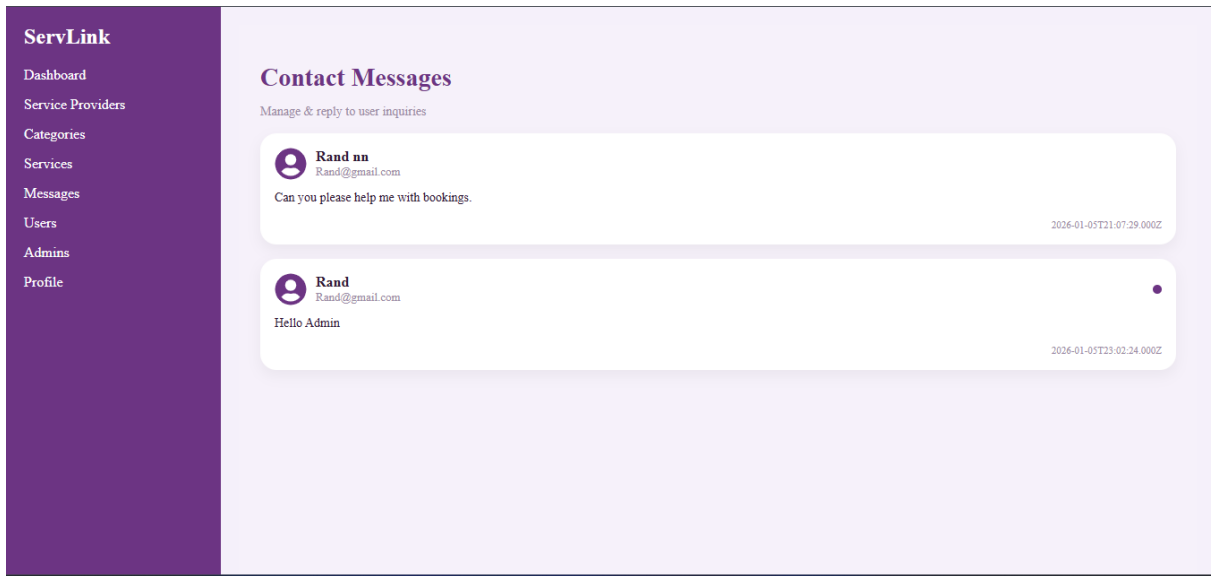 ServLink
Dashboard
Service Providers
Categories
Services
Messages
Users
Admins
Profile
Contact Messages
Manage & reply to user inquiries
Rand nn
Rand@gmail.com
Can you please help me with bookings.
2026-01-05T21:07:29.000Z
Rand
Rand@gmail.com
Hello Admin
2026-01-05T23:02:24.000Z